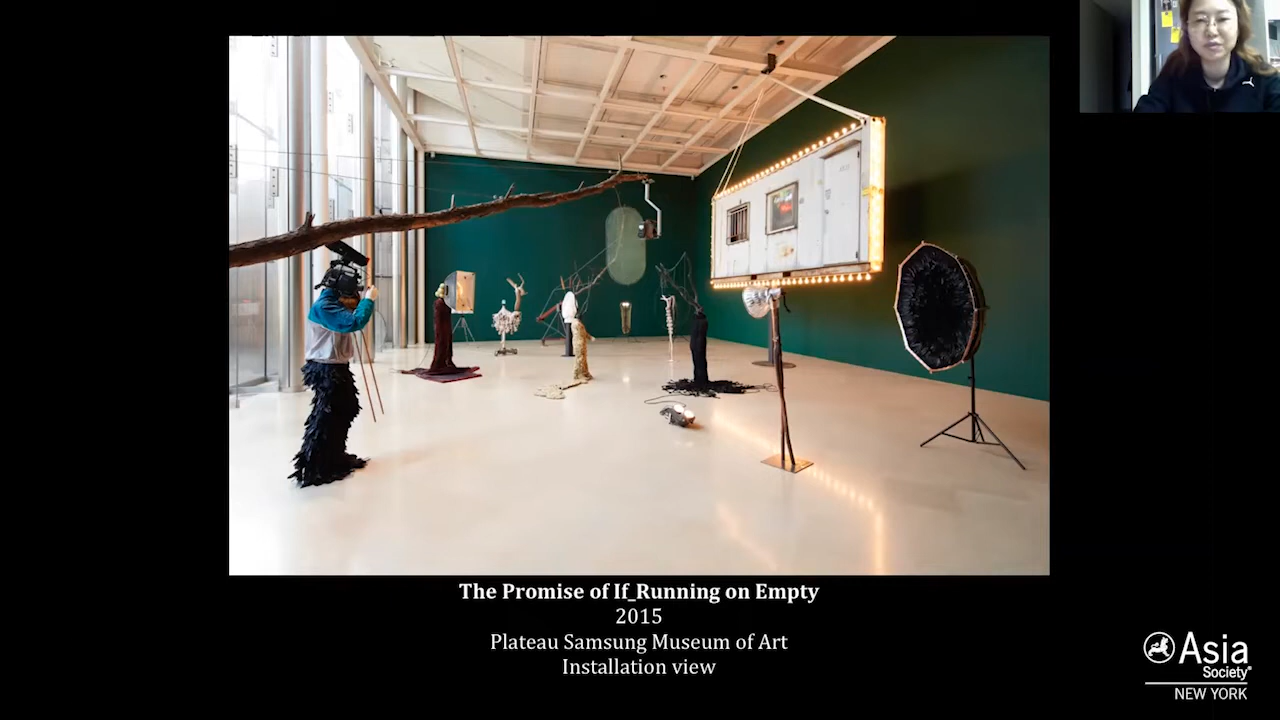 The Promise of If_Running on Empty
2015
Plateau Samsung Museum of Art
Installation view
Asia
Society
NEW YORK